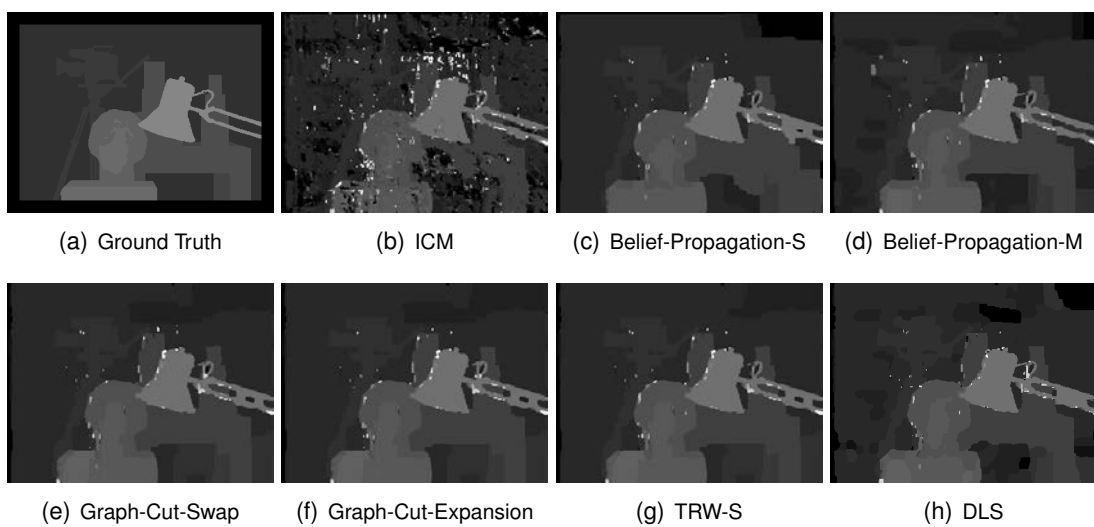 (a) Ground Truth
(b) ICM
(c) Belief-Propagation-S
(d) Belief-Propagation-M
(e) Graph-Cut-Swap
(f) Graph-Cut-Expansion
(g) TRW-S
(h) DLS